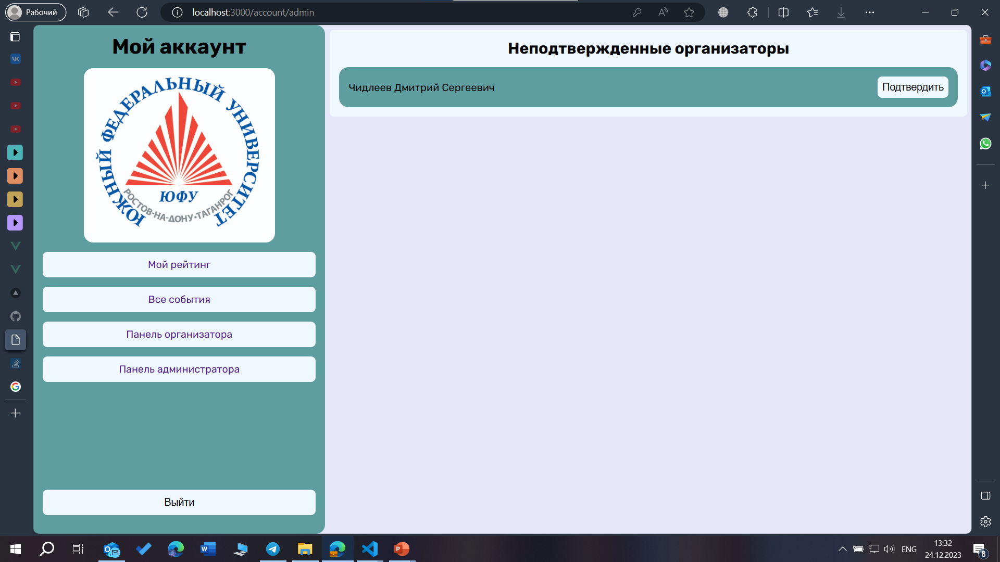 Рабочий
localhost:3000/account/admin
Мой аккаунт
ЮЖНЫЙ ФЕДЕРАЛЬНЫЙ УНИВЕРСИТЕТ
ЮФУ
РОСТОВ-НА-ДОНУ•ТАГАНРОГ
Мой рейтинг
Все события
Панель организатора
Панель администратора
Выйти
Неподтвержденные организаторы
Чидлеев Дмитрий Сергеевич
Подтвердить
ENG
13:32
24.12.2023
8